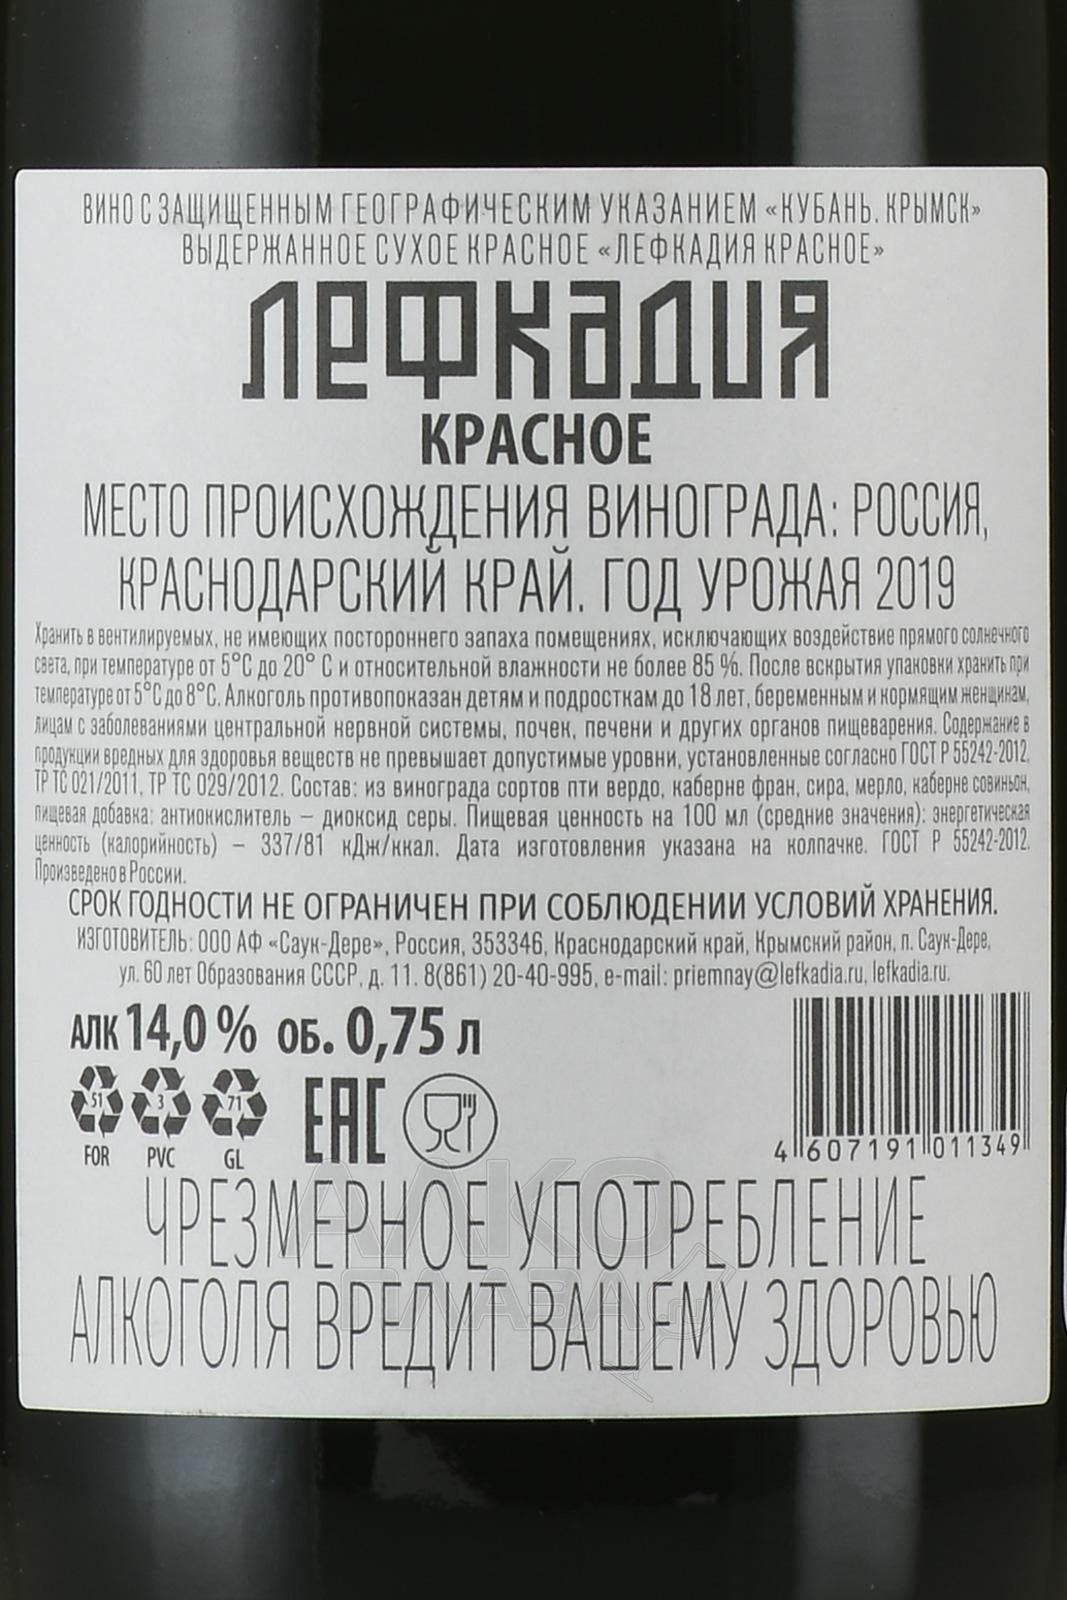 ВИНО С ЗАЩИЩЕННЫМ ГЕОГРАФИЧЕСКИМ УКАЗАНИЕМ «КУБАНЬ. КРЫМСК»
ВЫДЕРЖАННОЕ СУХОЕ КРАСНОЕ «ЛЕФКАДИЯ КРАСНОЕ»
ЛЕФКАДИЯ
КРАСНОЕ
МЕСТО ПРОИСХОЖДЕНИЯ ВИНОГРАДА: РОССИЯ,
КРАСНОДАРСКИЙ КРАЙ. ГОД УРОЖАЯ 2019
Хранить в вентилируемых, не имеющих постороннего запаха помещениях, исключающих воздействие прямого солнечного
света, при температуре от 5°С до 20° С и относительной влажности не более 85 %. После вскрытия упаковки хранить при
температуре от 5°С до 8°С. Алкоголь противопоказан детям и подросткам до 18 лет, беременным и кормящим женщинам,
лицам с заболеваниями центральной нервной системы, почек, печени и других органов пищеварения. Содержание в
продукции вредных для здоровья веществ не превышает допустимые уровни, установленные согласно ГОСТ Р 55242-2012,
ТР ТС 021/2011, ТР ТС 029/2012. Состав: из винограда сортов пти вердо, каберне фран, сира, мерло, каберне совиньон,
пищевая добавка: антиокислитель – диоксид серы. Пищевая ценность на 100 мл (средние значения): энергетическая
ценность (калорийность) – 337/81 кДж/ккал. Дата изготовления указана на колпачке. ГОСТ Р 55242-2012.
Произведено в России.
СРОК ГОДНОСТИ НЕ ОГРАНИЧЕН ПРИ СОБЛЮДЕНИИ УСЛОВИЙ ХРАНЕНИЯ.
ИЗГОТОВИТЕЛЬ: ООО АФ «Саук-Дере», Россия, 353346, Краснодарский край, Крымский район, п. Саук-Дере,
ул. 60 лет Образования СССР, д. 11. 8(861) 20-40-995, e-mail: priemnay@lefkadia.ru, lefkadia.ru.
АЛК 14,0 % ОБ. 0,75 Л
51 3 71
FOR PVC GL
ЕАС
4 607191 011349
АЛКО
ПЛАЗА
ЧРЕЗМЕРНОЕ УПОТРЕБЛЕНИЕ
АЛКОГОЛЯ ВРЕДИТ ВАШЕМУ ЗДОРОВЬЮ